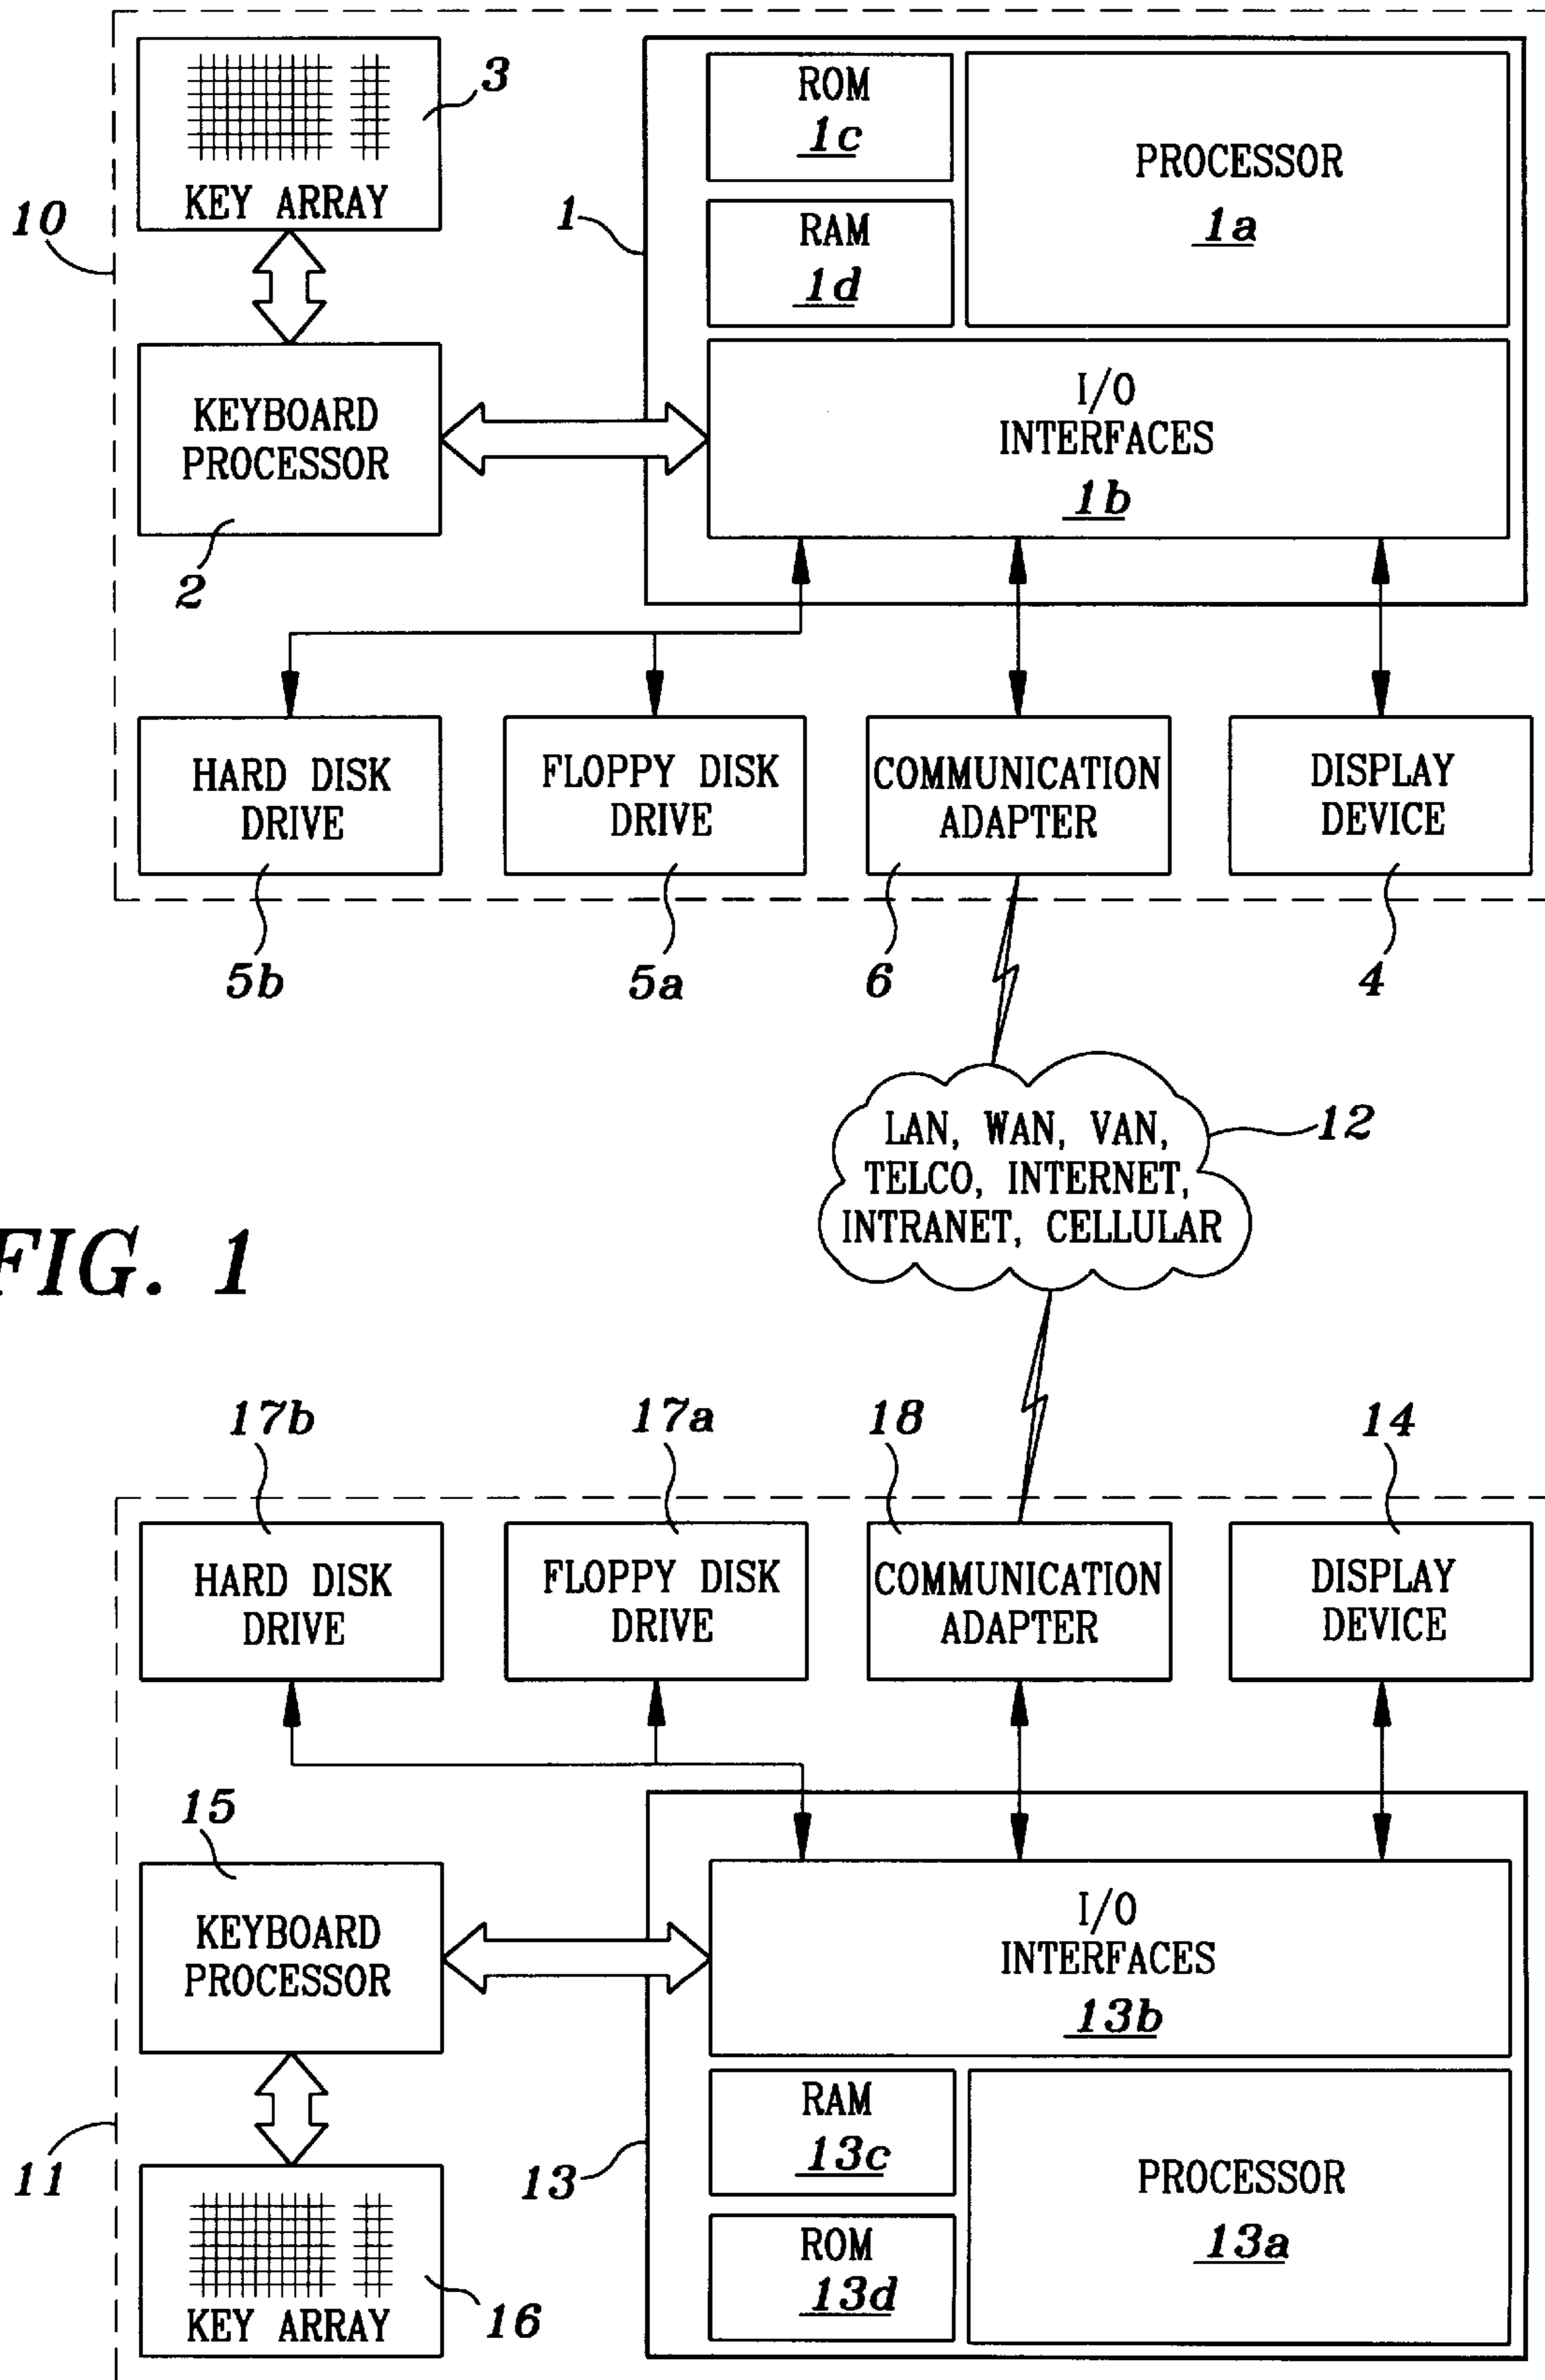 3
KEY ARRAY
10
ROM
1c
PROCESSOR
1a
1
RAM
1d
KEYBOARD
PROCESSOR
2
I/O
INTERFACES
1b
HARD DISK
DRIVE
5b
FLOPPY DISK
DRIVE
5a
COMMUNICATION
ADAPTER
6
DISPLAY
DEVICE
4
LAN, WAN, VAN,
TELCO, INTERNET,
INTRANET, CELLULAR
12
FIG. 1
17b
17a
18
14
HARD DISK
DRIVE
FLOPPY DISK
DRIVE
COMMUNICATION
ADAPTER
DISPLAY
DEVICE
15
KEYBOARD
PROCESSOR
I/O
INTERFACES
13b
11
13
RAM
13c
PROCESSOR
13a
ROM
13d
KEY ARRAY
16